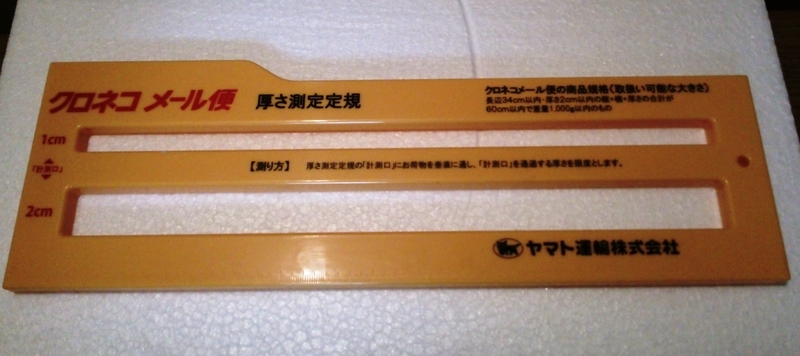 クロネコ メール便 厚さ測定定規
クロネコメール便の商品規格(取扱い可能な大きさ)
長辺34cm以内・厚さ2cm以内の縦+横+厚さの合計が
60cm以内で重量1,000g以内のもの
1cm
「計測口」
2cm
【測り方】 厚さ測定定規の「計測口」にお荷物を垂直に通し、「計測口」を通過する厚さを限度とします。
ヤマト運輸株式会社